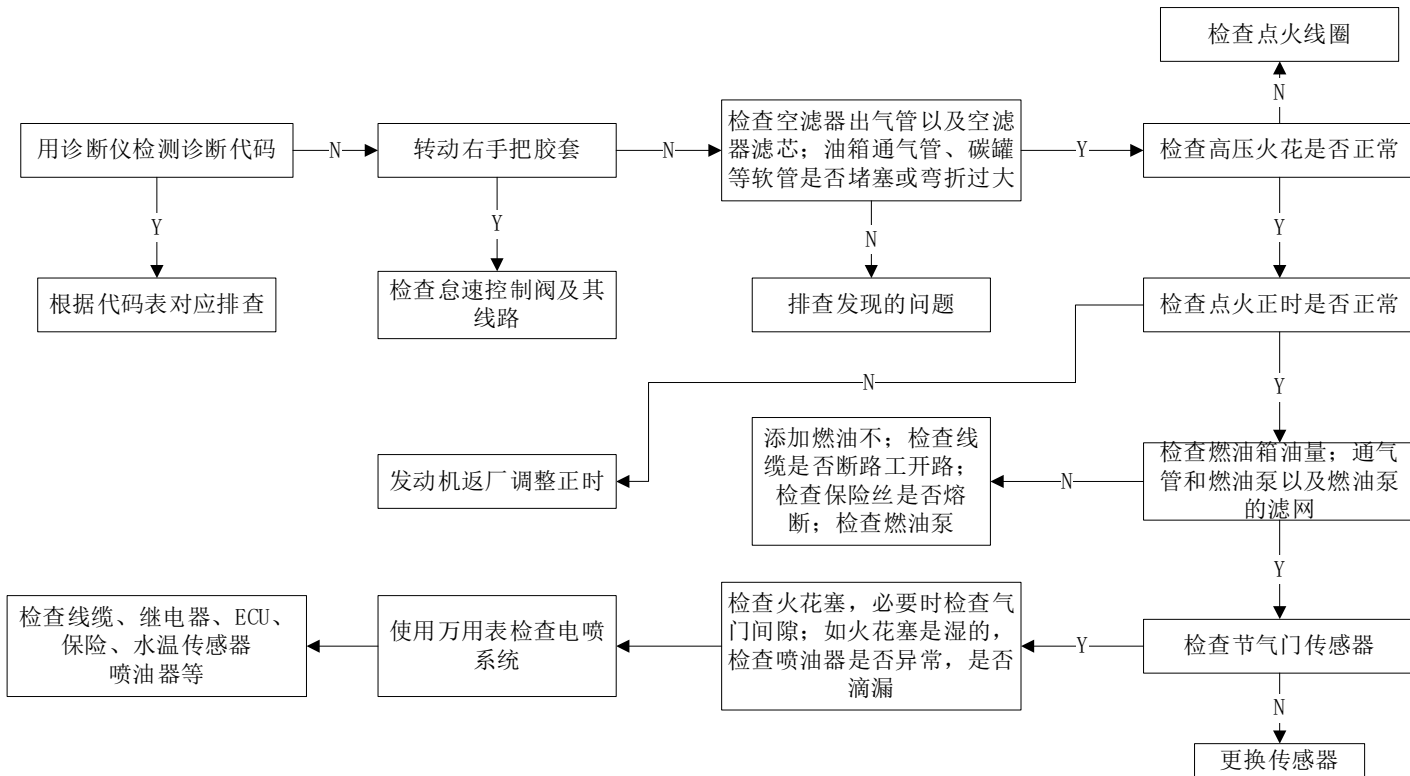 检查点火线圈
N
用诊断仪检测诊断代码
N
转动右手把胶套
N
检查空滤器出气管以及空滤
器滤芯；油箱通气管、碳罐
等软管是否堵塞或弯折过大
Y
检查高压火花是否正常
Y
Y
N
Y
根据代码表对应排查
检查怠速控制阀及其
线路
排查发现的问题
检查点火正时是否正常
N
Y
发动机返厂调整正时
添加燃油不；检查线
缆是否断路工开路；
检查保险丝是否熔
断；检查燃油泵
N
检查燃油箱油量；通气
管和燃油泵以及燃油泵
的滤网
Y
检查线缆、继电器、ECU、
保险、水温传感器
喷油器等
使用万用表检查电喷
系统
检查火花塞，必要时检查气
门间隙；如火花塞是湿的，
检查喷油器是否异常，是否
滴漏
Y
检查节气门传感器
N
更换传感器